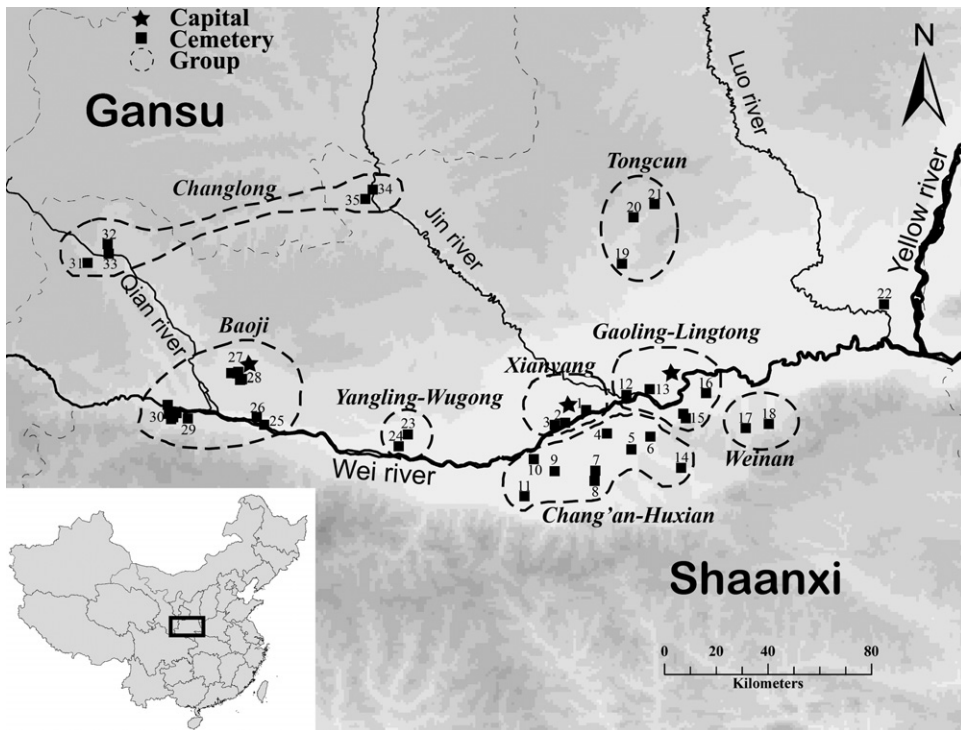 Capital
Cemetery
Group
N
Gansu
Luo river
Tongcun
Changlong
34
35
21
20
Jin river
Yellow river
32
31
33
19
Qian river
22
Baoji
Gaoling-Lingtong
27
28
Xianyang
12
13
16
Yangling-Wugong
30
29
26
25
23
24
1
2
3
15
17
18
Wei river
4
5
6
Weinan
10
9
7
14
11
8
Chang'an-Huxian
Shaanxi
0
40
80
Kilometers